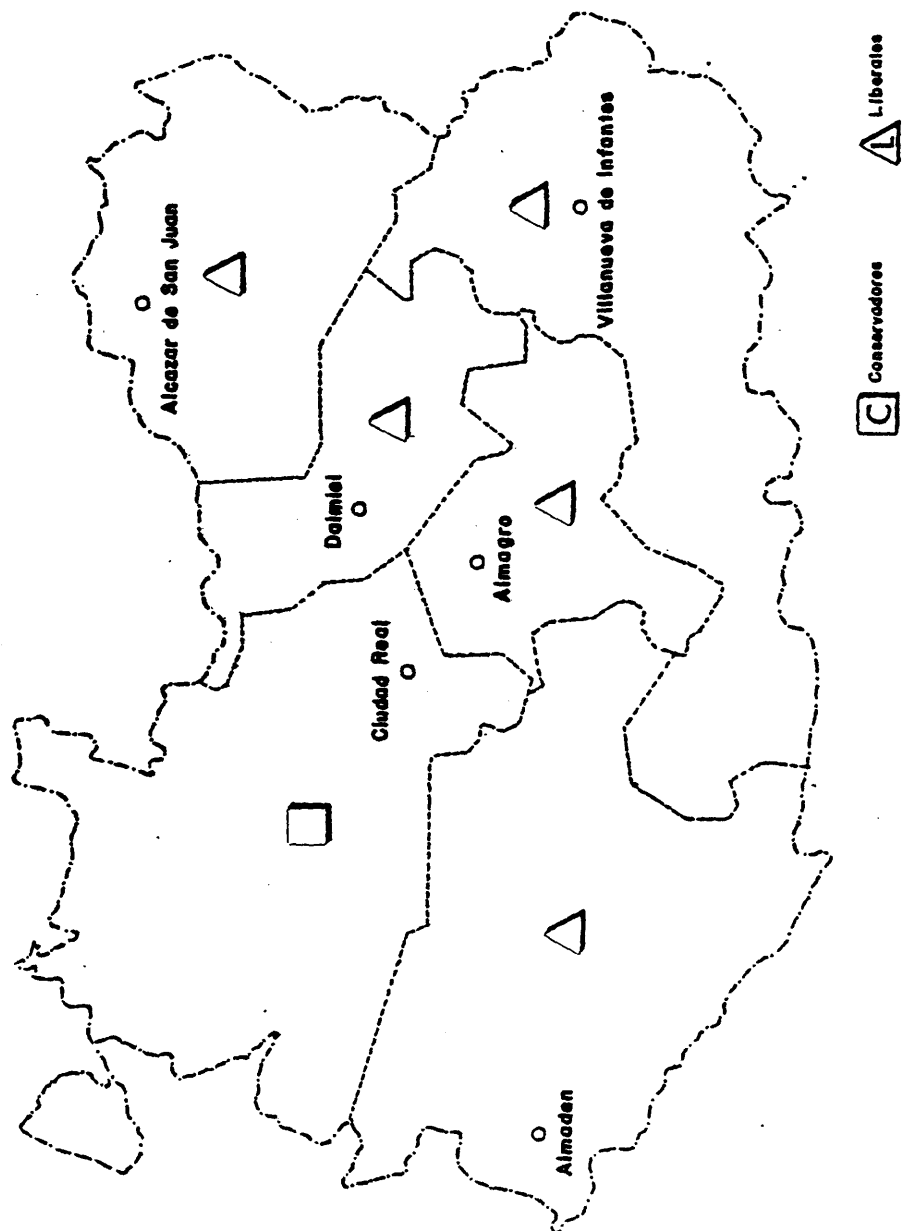 Alcazar de San Juan
Daimiel
Ciudad Real
Almagro
Villanueva de Infantes
Almaden
C Conservadores
L Liberales